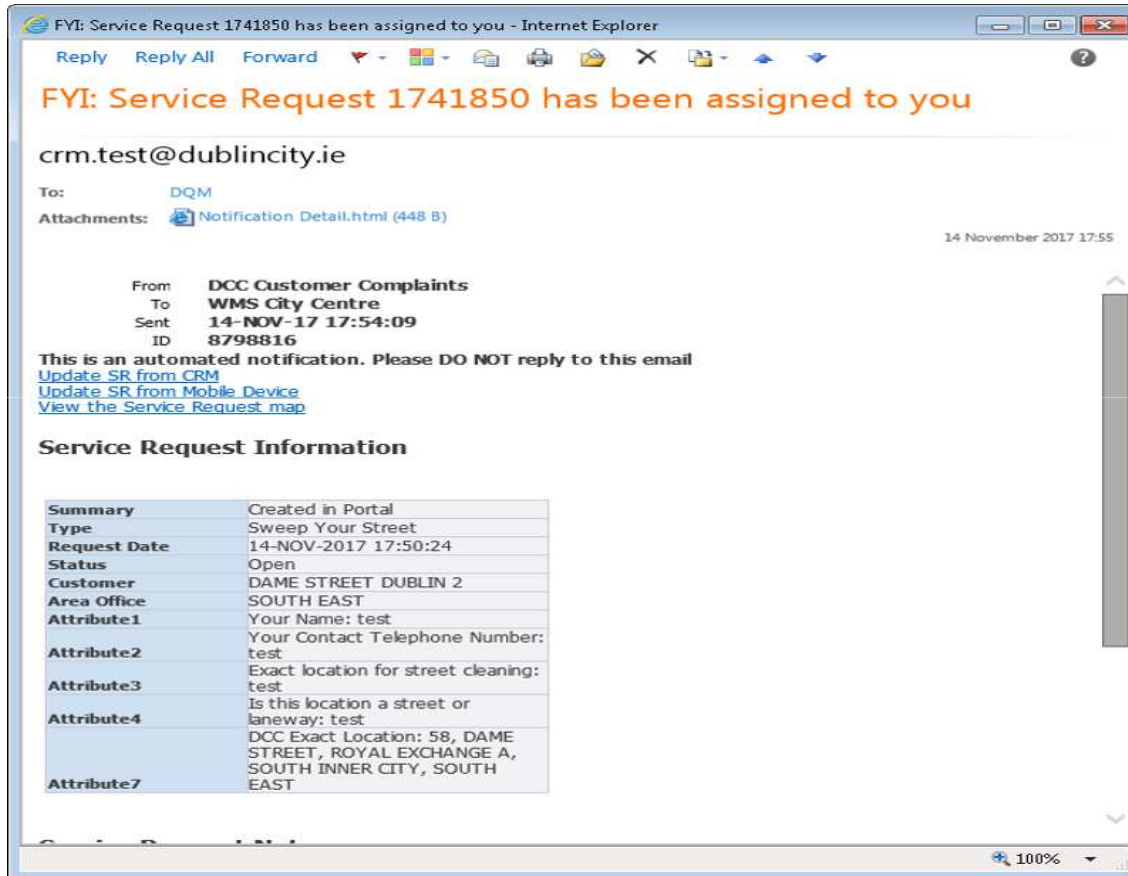 FYI: Service Request 1741850 has been assigned to you - Internet Explorer
Reply Reply All Forward
FYI: Service Request 1741850 has been assigned to you
crm.test@dublincity.ie
To: DQM
Attachments: Notification Detail.html (448 B)
14 November 2017 17:55
From DCC Customer Complaints
To WMS City Centre
Sent 14-NOV-17 17:54:09
ID 8798816
This is an automated notification. Please DO NOT reply to this email
Update SR from CRM
Update SR from Mobile Device
View the Service Request map
Service Request Information
Summary Created in Portal
Type Sweep Your Street
Request Date 14-NOV-2017 17:50:24
Status Open
Customer DAME STREET DUBLIN 2
Area Office SOUTH EAST
Attribute1 Your Name: test
Your Contact Telephone Number:
Attribute2 test
Exact location for street cleaning:
Attribute3 test
Is this location a street or
Attribute4 laneway: test
DCC Exact Location: 58, DAME
STREET, ROYAL EXCHANGE A,
SOUTH INNER CITY, SOUTH
Attribute7 EAST
100%